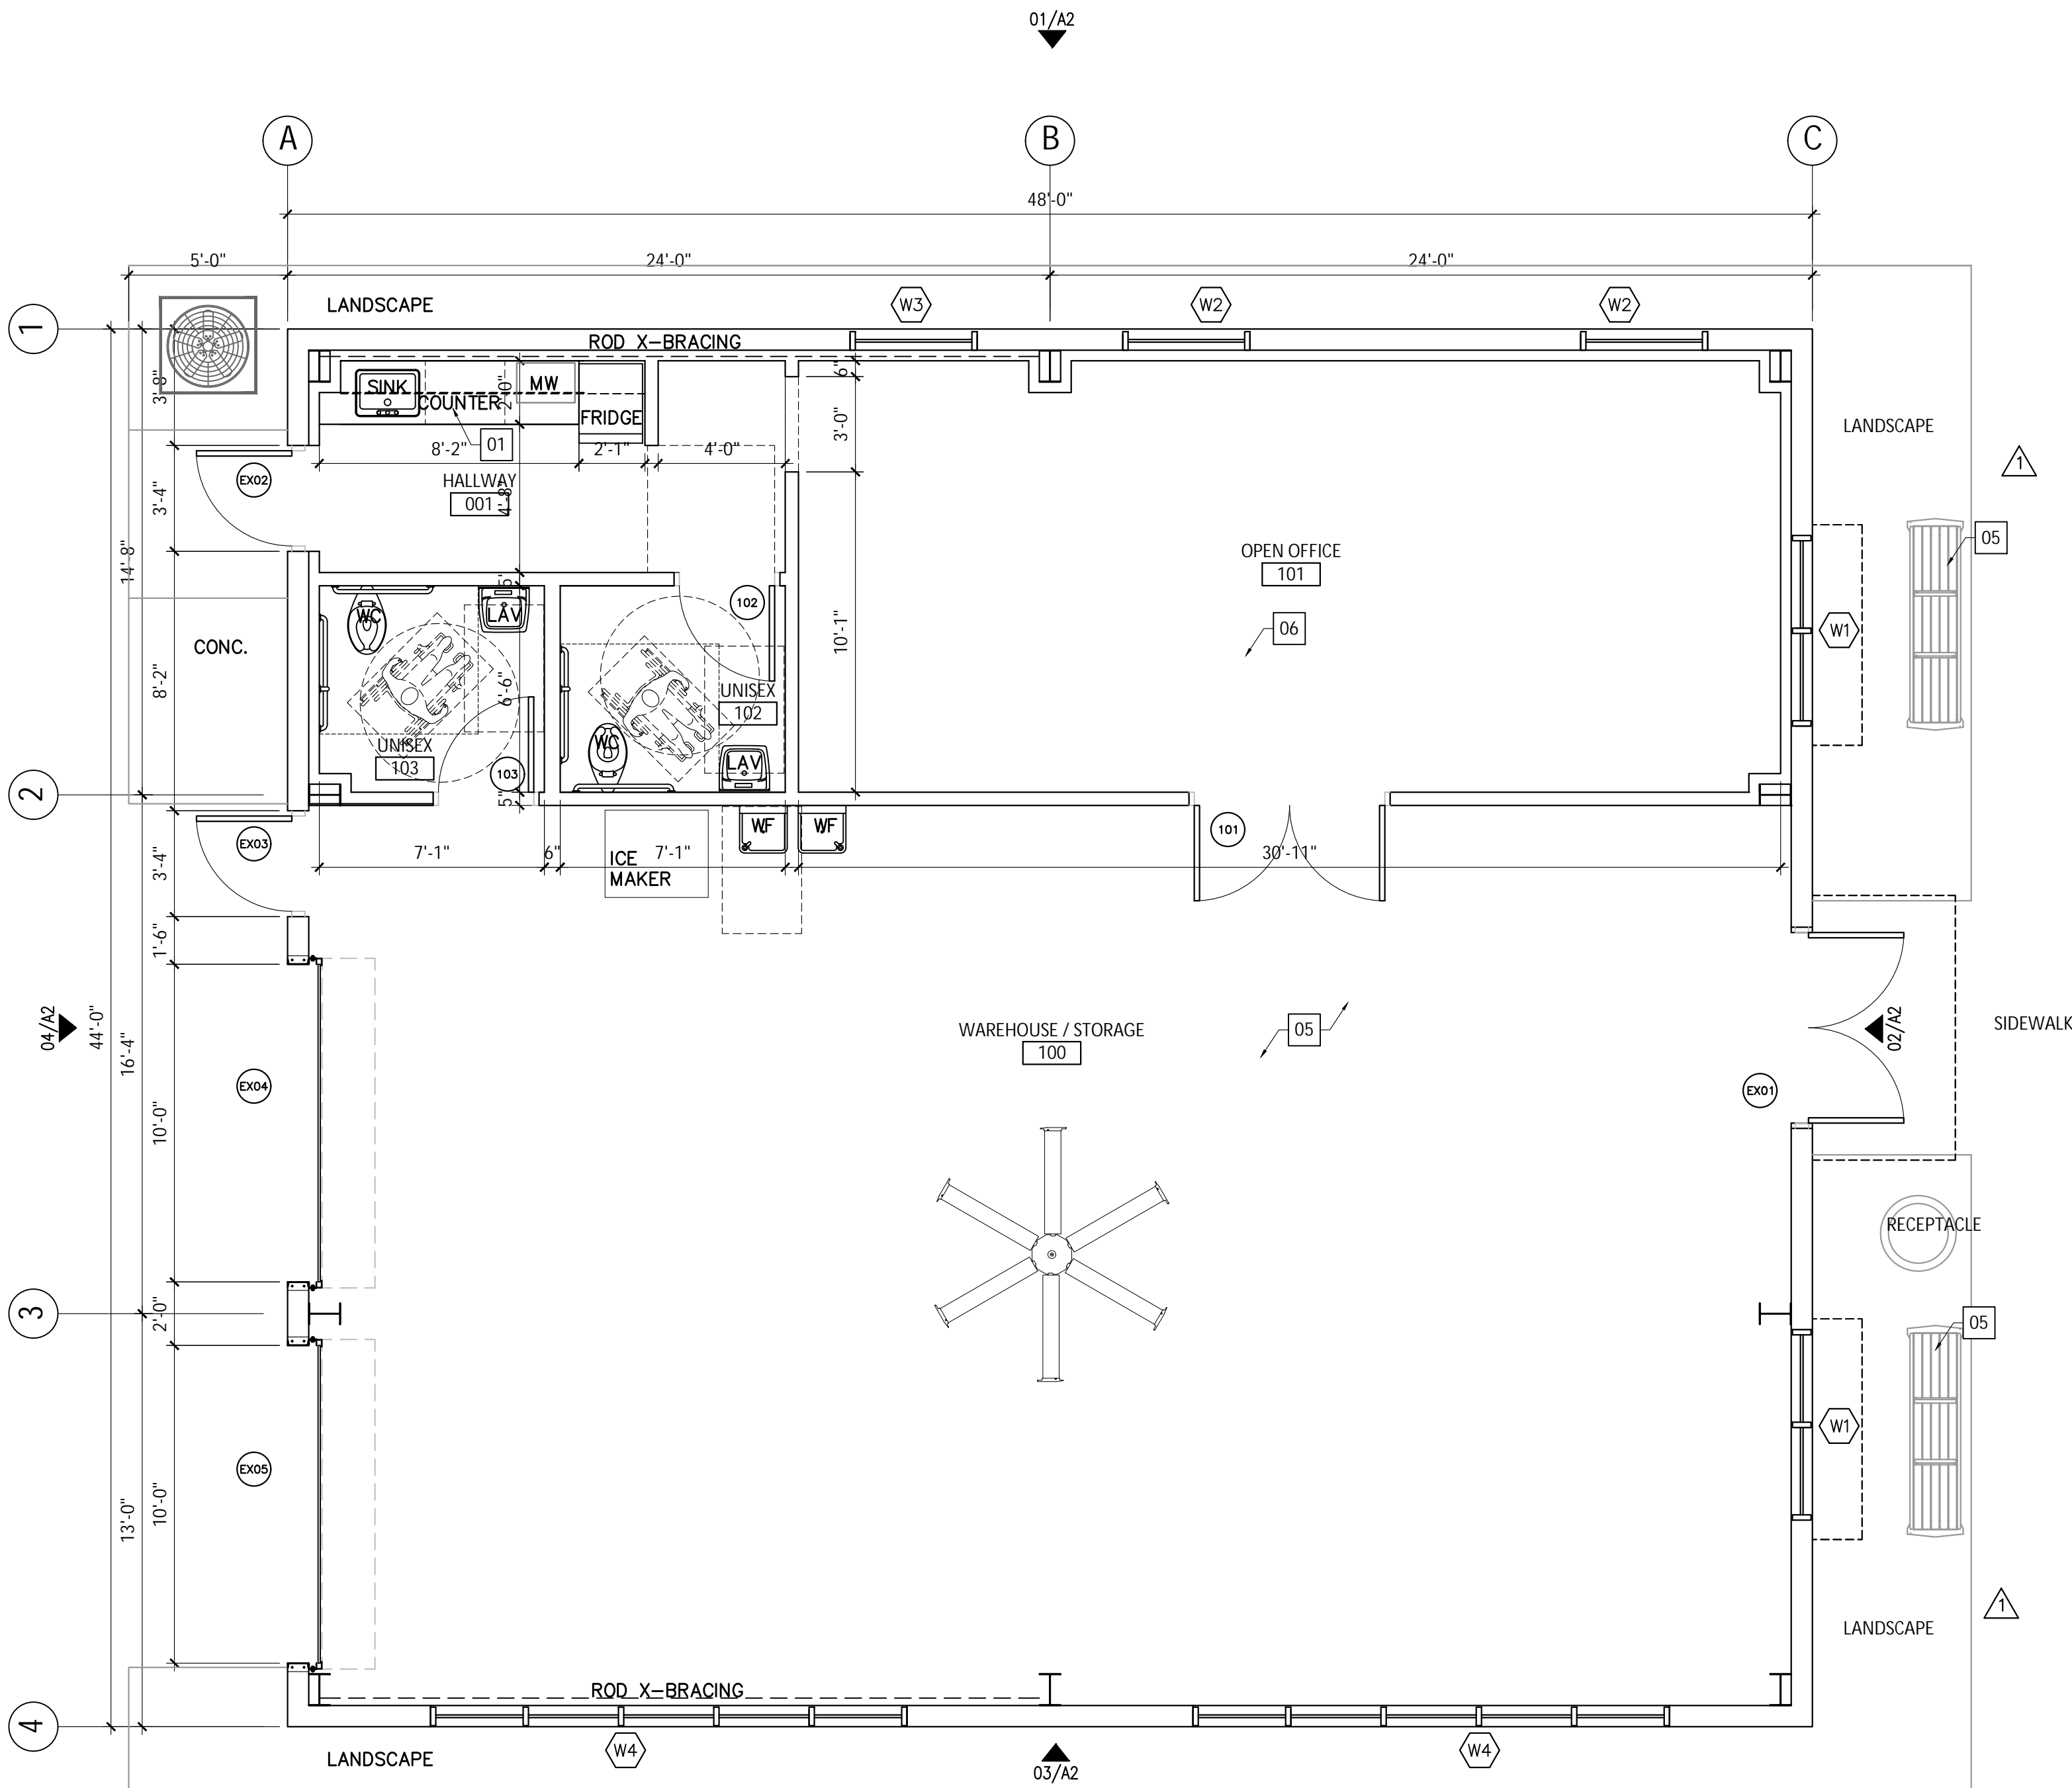 01/A2
A
B
C
48'-0"
5'-0"
24'-0"
24'-0"
1
LANDSCAPE
W3
W2
W2
ROD X-BRACING
3'-8"
SINK
COUNTER
2'-0"
MW
FRIDGE
6"
3'-0"
LANDSCAPE
01
8'-2"
2'-1"
4'-0"
1
EX02
3'-4"
HALLWAY
001
4'-8"
14'-8"
OPEN OFFICE
101
05
WC
LAV
102
06
W1
CONC.
8'-2"
6'-6"
10'-1"
UNISEX
102
WC
LAV
UNISEX
103
103
2
5"
WF
WF
101
EX03
3'-4"
7'-1"
6"
7'-1"
30'-11"
ICE
MAKER
1'-6"
04/A2
44'-0"
16'-4"
WAREHOUSE / STORAGE
100
05
02/A2
SIDEWALK
EX04
EX01
10'-0"
RECEPTACLE
3
2'-0"
05
W1
EX05
10'-0"
13'-0"
1
LANDSCAPE
ROD X-BRACING
4
W4
W4
LANDSCAPE
03/A2